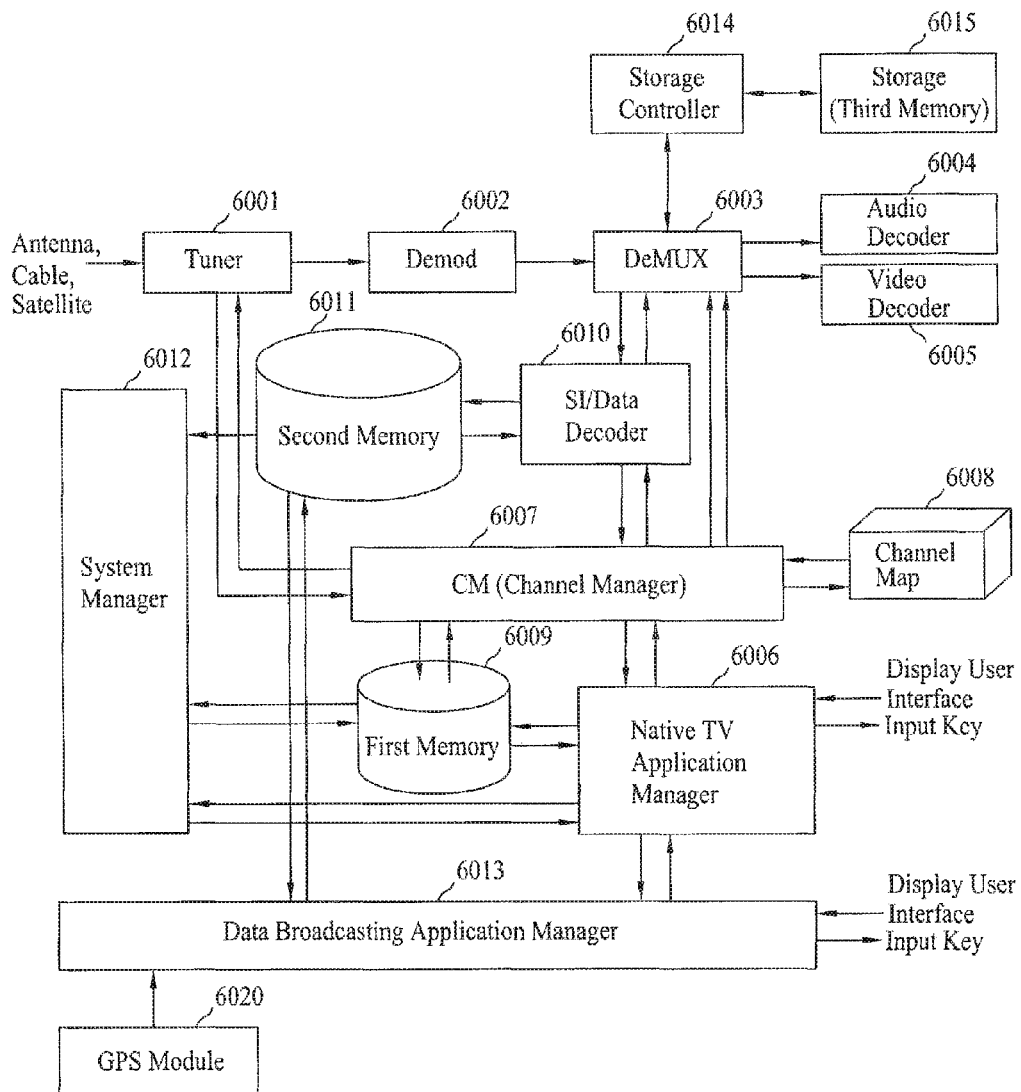 6014
6015
Storage
Controller
Storage
(Third Memory)
6001
6002
6003
6004
Antenna,
Cable,
Satellite
Tuner
Demod
DeMUX
Audio
Decoder
Video
Decoder
6005
6011
6010
6012
Second Memory
SI/Data
Decoder
6007
6008
System
Manager
CM (Channel Manager)
Channel
Map
6009
6006
First Memory
Native TV
Application
Manager
Display User
Interface
Input Key
6013
Data Broadcasting Application Manager
Display User
Interface
Input Key
6020
GPS Module